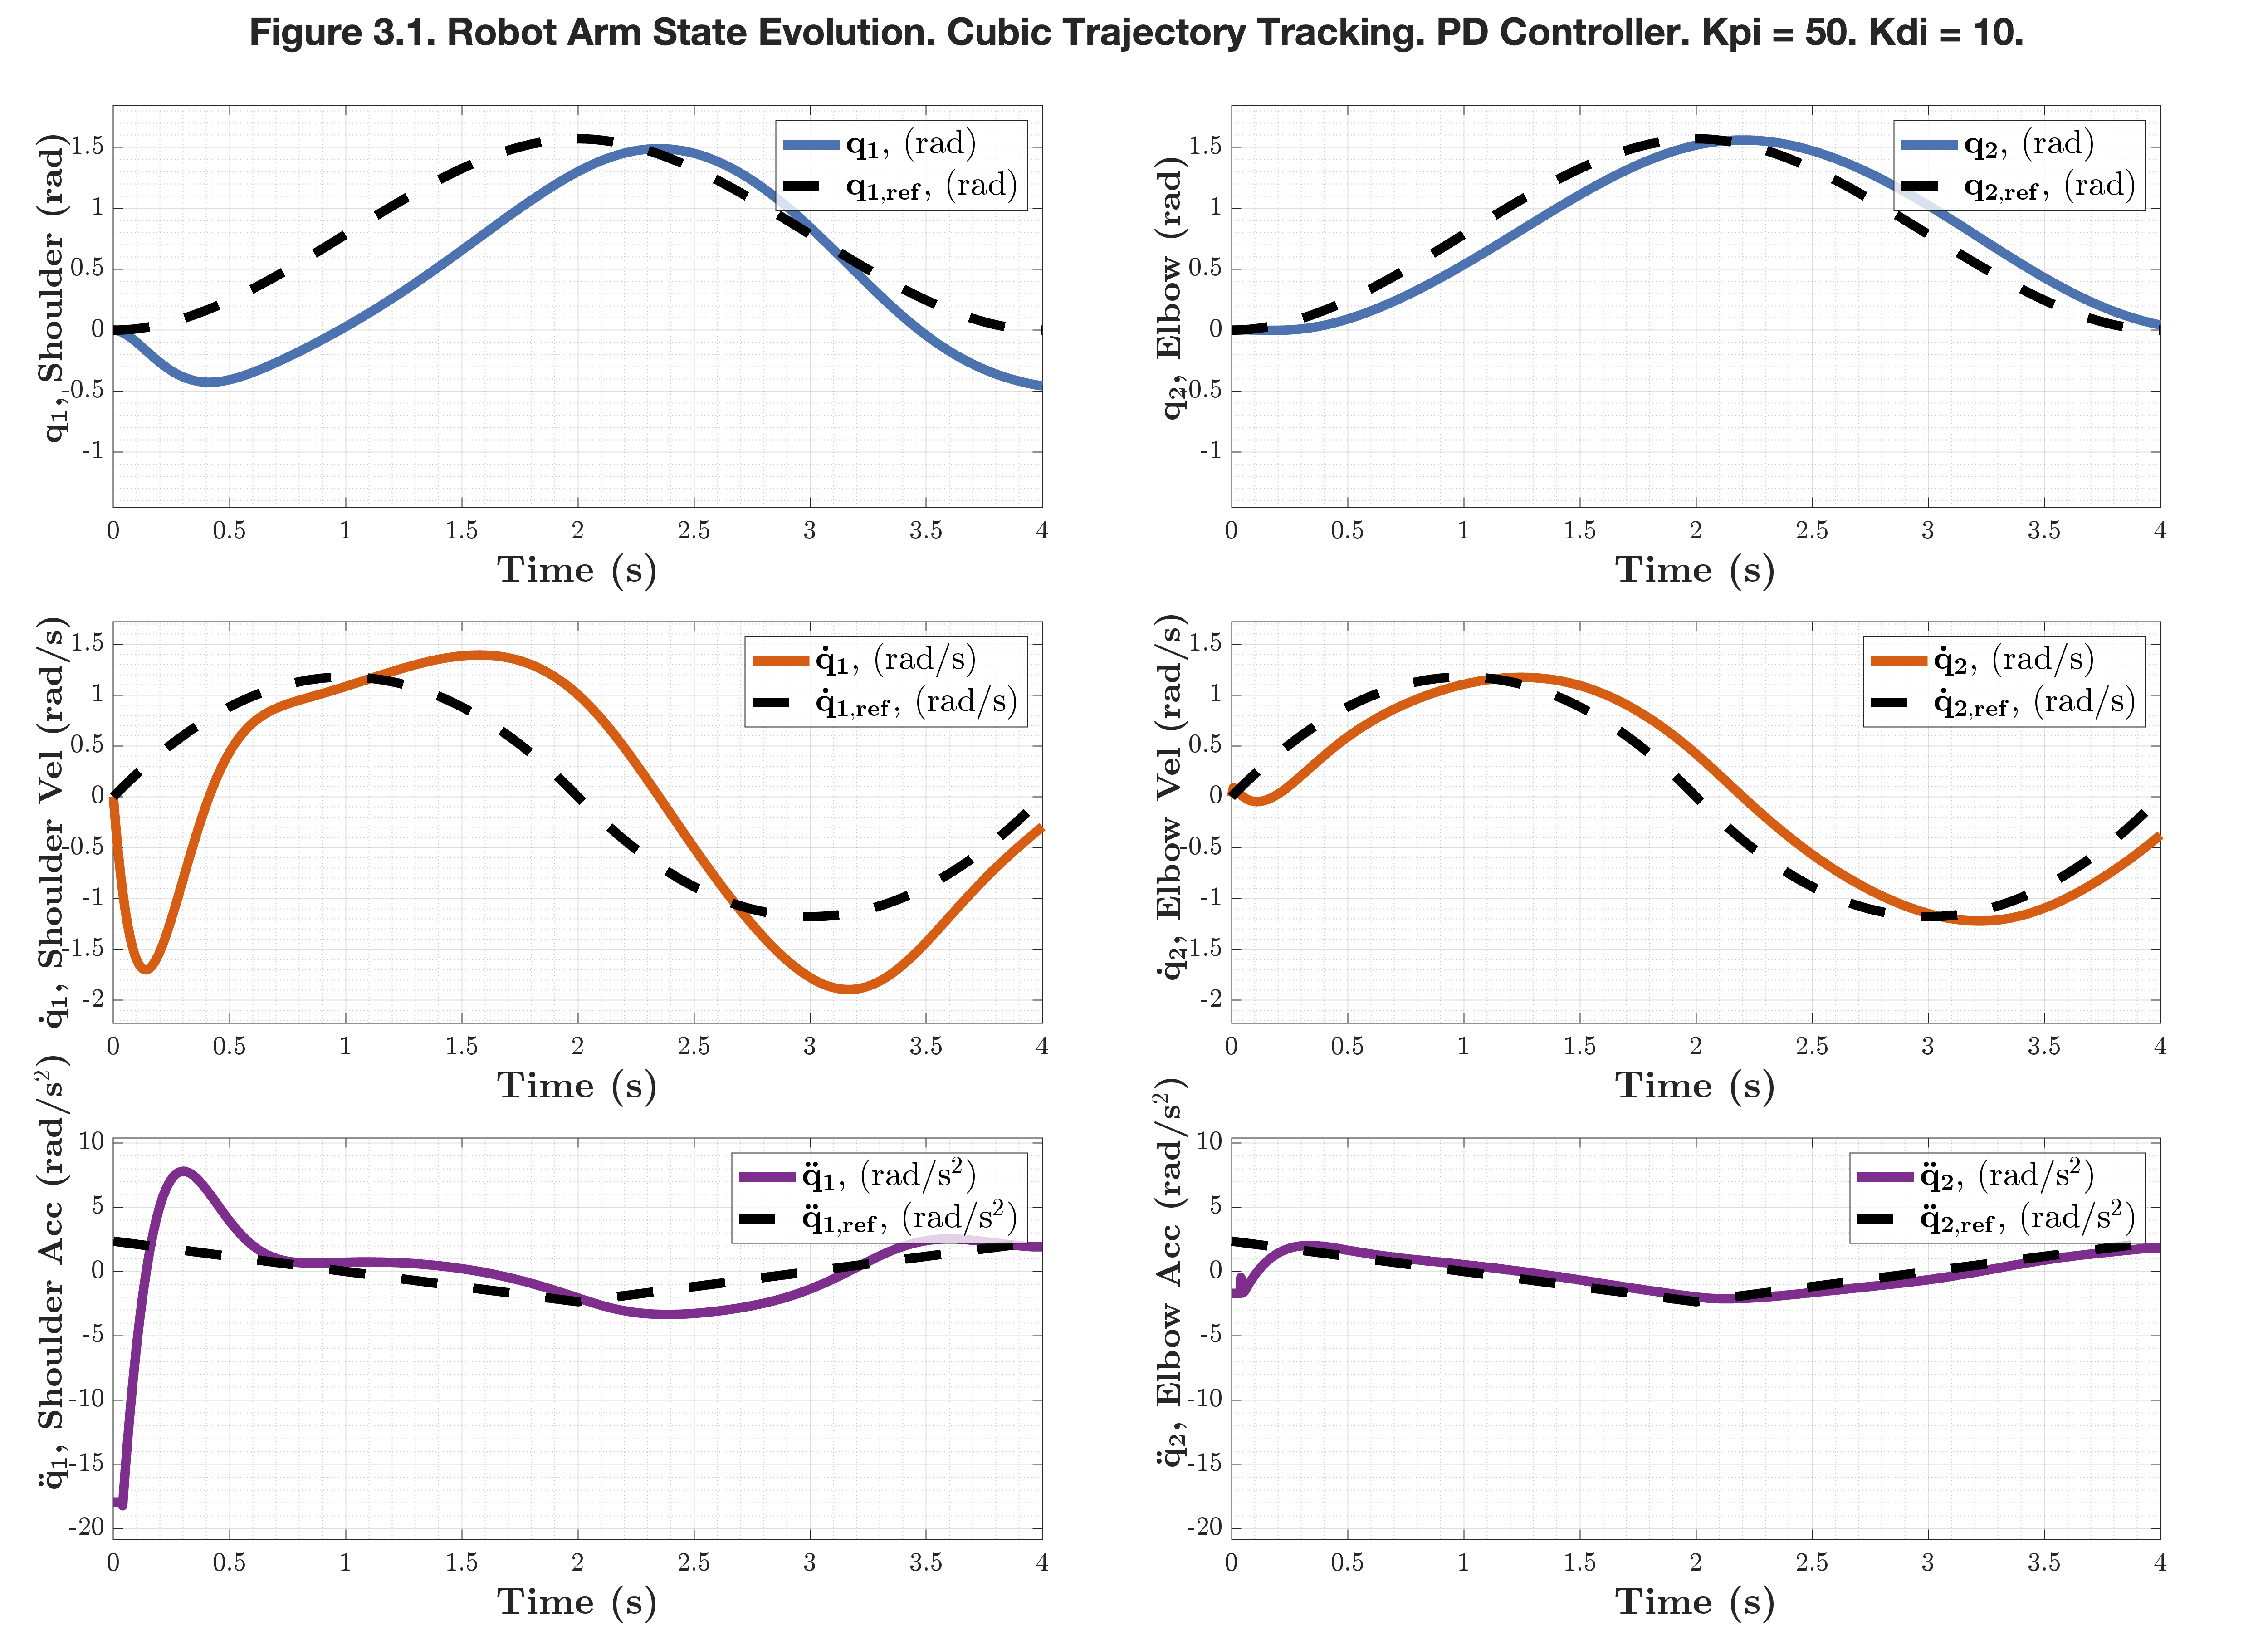 Figure 3.1. Robot Arm State Evolution. Cubic Trajectory Tracking. PD Controller. Kpi = 50. Kdi = 10.
q₁, Shoulder (rad)
1.5
1
0.5
0
-0.5
-1
q₁, (rad)
q₁,ref, (rad)
0 0.5 1 1.5 2 2.5 3 3.5 4
Time (s)
q₂, Elbow (rad)
1.5
1
0.5
0
-0.5
-1
q₂, (rad)
q₂,ref, (rad)
0 0.5 1 1.5 2 2.5 3 3.5 4
Time (s)
q̇₁, Shoulder Vel (rad/s)
1.5
1
0.5
0
-0.5
-1
-1.5
-2
q̇₁, (rad/s)
q̇₁,ref, (rad/s)
0 0.5 1 1.5 2 2.5 3 3.5 4
Time (s)
q̇₂, Elbow Vel (rad/s)
1.5
1
0.5
0
-0.5
-1
-1.5
-2
q̇₂, (rad/s)
q̇₂,ref, (rad/s)
0 0.5 1 1.5 2 2.5 3 3.5 4
Time (s)
q̈₁, Shoulder Acc (rad/s²)
10
5
0
-5
-10
-15
-20
q̈₁, (rad/s²)
q̈₁,ref, (rad/s²)
0 0.5 1 1.5 2 2.5 3 3.5 4
Time (s)
q̈₂, Elbow Acc (rad/s²)
10
5
0
-5
-10
-15
-20
q̈₂, (rad/s²)
q̈₂,ref, (rad/s²)
0 0.5 1 1.5 2 2.5 3 3.5 4
Time (s)